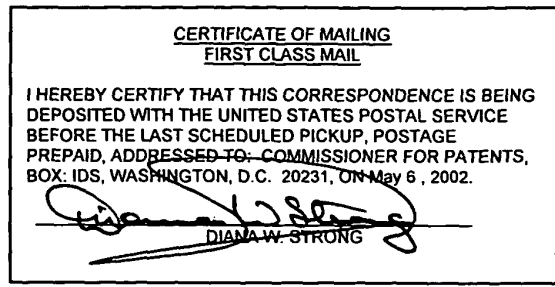 CERTIFICATE OF MAILING
FIRST CLASS MAIL
I HEREBY CERTIFY THAT THIS CORRESPONDENCE IS BEING
DEPOSITED WITH THE UNITED STATES POSTAL SERVICE
BEFORE THE LAST SCHEDULED PICKUP, POSTAGE
PREPAID, ADDRESSED TO: COMMISSIONER FOR PATENTS,
BOX: IDS, WASHINGTON, D.C. 20231, ON May 6 , 2002.
Diana W Strong
DIANA W. STRONG